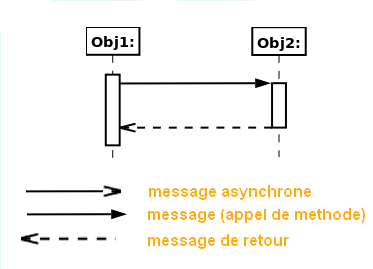 Obj1: Obj2:
message asynchrone
message (appel de methode)
message de retour